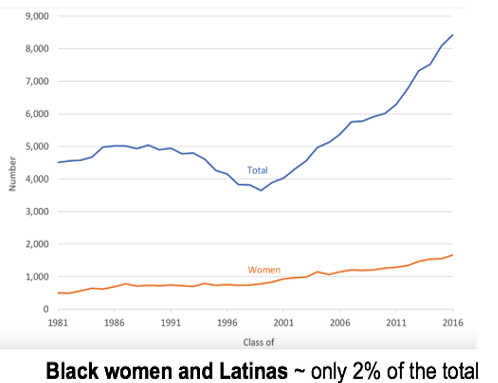 9,000
8,000
7,000
6,000
5,000
4,000
3,000
2,000
1,000
0
Number
Total
Women
1981 1986 1991 1996 2001 2006 2011 2016
Class of
Black women and Latinas ~ only 2% of the total